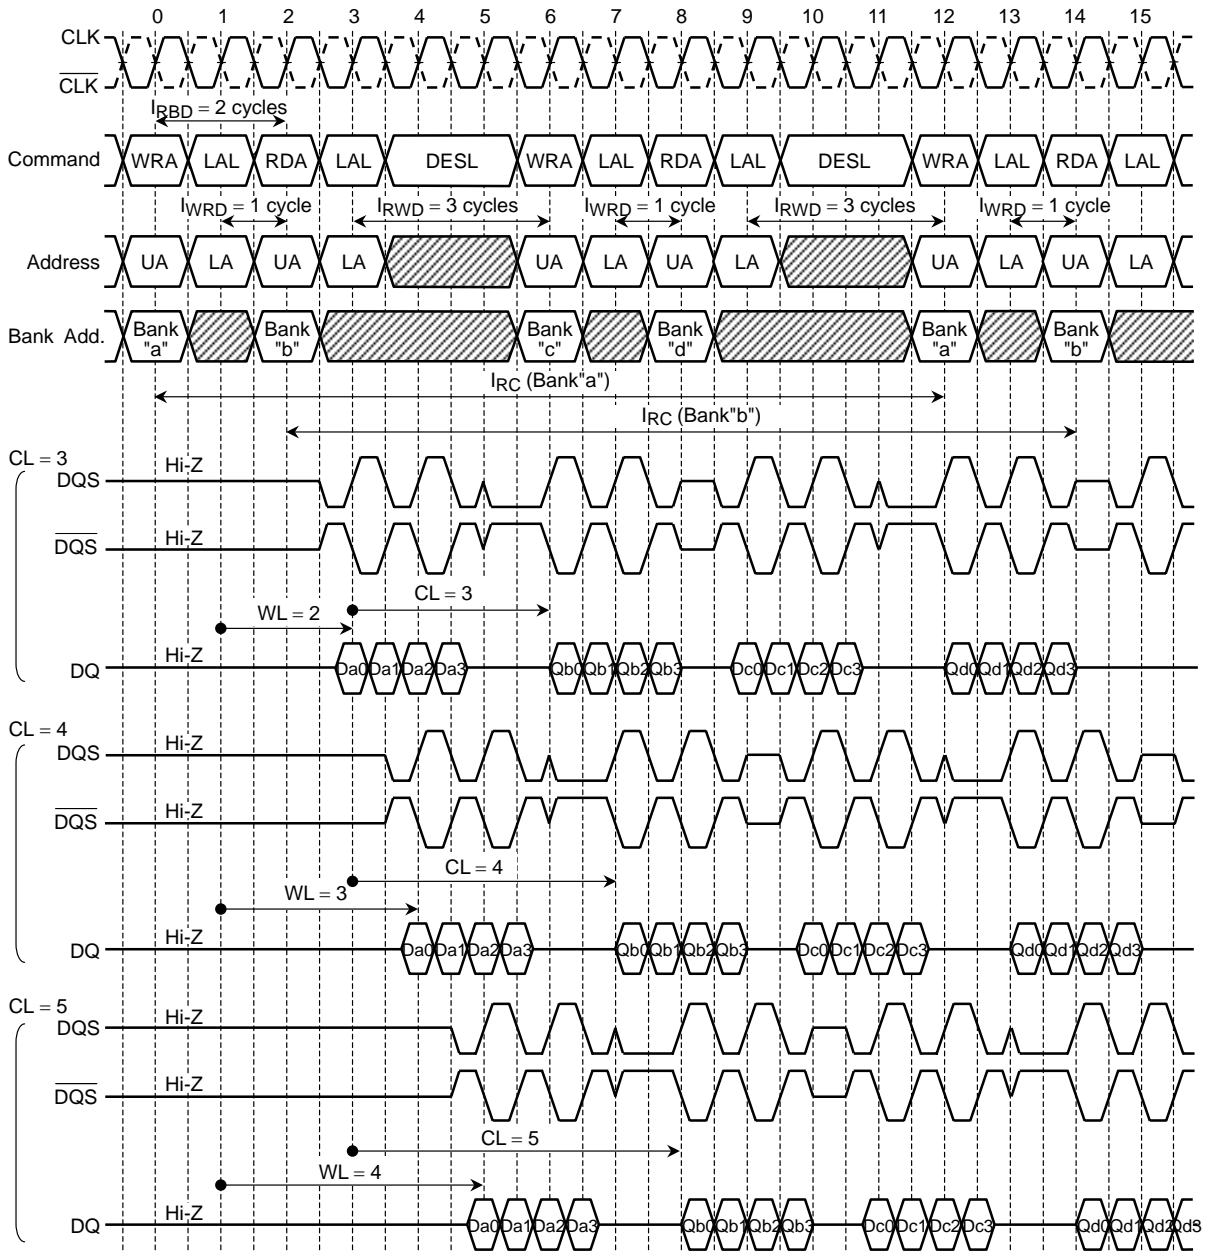 0 1 2 3 4 5 6 7 8 9 10 11 12 13 14 15
CLK
CLK
IRBD = 2 cycles
Command WRA LAL RDA LAL DESL WRA LAL RDA LAL DESL WRA LAL RDA LAL
IWRD = 1 cycle IRWD = 3 cycles IWRD = 1 cycle IRWD = 3 cycles IWRD = 1 cycle
Address UA LA UA LA UA LA UA LA UA LA UA LA
Bank Add. Bank "a" Bank "b" Bank "c" Bank "d" Bank "a" Bank "b"
IRC (Bank"a")
IRC (Bank"b")
CL = 3
DQS Hi-Z
DQS Hi-Z
CL = 3
WL = 2
DQ Hi-Z Da0 Da1 Da2 Da3 Qb0 Qb1 Qb2 Qb3 Dc0 Dc1 Dc2 Dc3 Qd0 Qd1 Qd2 Qd3
CL = 4
DQS Hi-Z
DQS Hi-Z
CL = 4
WL = 3
DQ Hi-Z Da0 Da1 Da2 Da3 Qb0 Qb1 Qb2 Qb3 Dc0 Dc1 Dc2 Dc3 Qd0 Qd1 Qd2 Qd3
CL = 5
DQS Hi-Z
DQS Hi-Z
CL = 5
WL = 4
DQ Hi-Z Da0 Da1 Da2 Da3 Qb0 Qb1 Qb2 Qb3 Dc0 Dc1 Dc2 Dc3 Qd0 Qd1 Qd2 Qd3